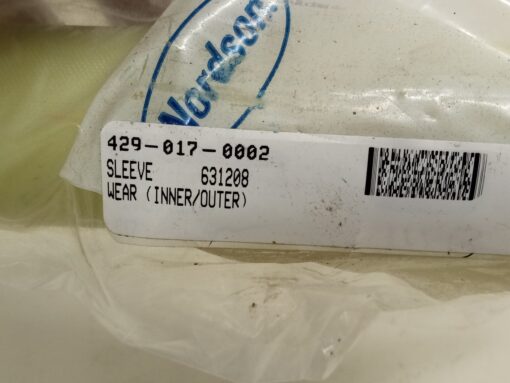 Nordson
429-017-0002
SLEEVE 631208
WEAR (INNER/OUTER)